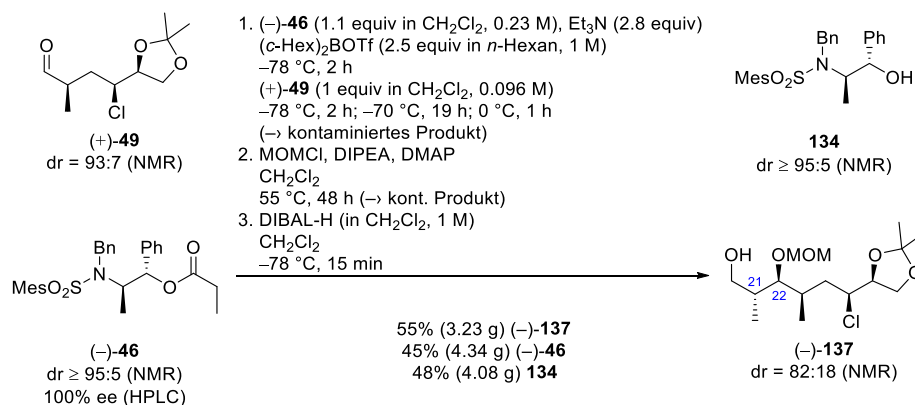 O
Cl
O
O
(+)-49
dr = 93:7 (NMR)
1. (–)-46 (1.1 equiv in CH2Cl2, 0.23 M), Et3N (2.8 equiv)
(c-Hex)2BOTf (2.5 equiv in n-Hexan, 1 M)
–78 °C, 2 h
(+)-49 (1 equiv in CH2Cl2, 0.096 M)
–78 °C, 2 h; –70 °C, 19 h; 0 °C, 1 h
(–› kontaminiertes Produkt)
2. MOMCl, DIPEA, DMAP
CH2Cl2
55 °C, 48 h (–› kont. Produkt)
3. DIBAL-H (in CH2Cl2, 1 M)
CH2Cl2
–78 °C, 15 min
Bn
Ph
N
MesO2S
OH
134
dr ≥ 95:5 (NMR)
Bn
Ph
O
N
MesO2S
O
(–)-46
dr ≥ 95:5 (NMR)
100% ee (HPLC)
55% (3.23 g) (–)-137
45% (4.34 g) (–)-46
48% (4.08 g) 134
OH
OMOM
O
O
21
22
Cl
(–)-137
dr = 82:18 (NMR)